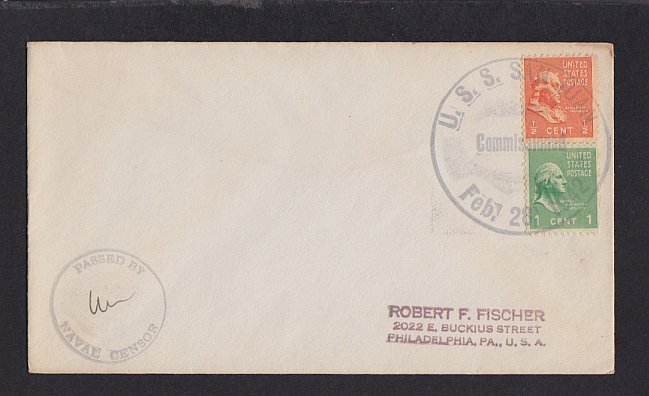 U. S. S.
Commissioned
Feb. 28
UNITED
STATES
POSTAGE
½ CENT ½
UNITED
STATES
POSTAGE
1 CENT 1
PASSED BY
NAVAL CENSOR
ROBERT F. FISCHER
2022 E. BUCKIUS STREET
PHILADELPHIA, PA., U. S. A.